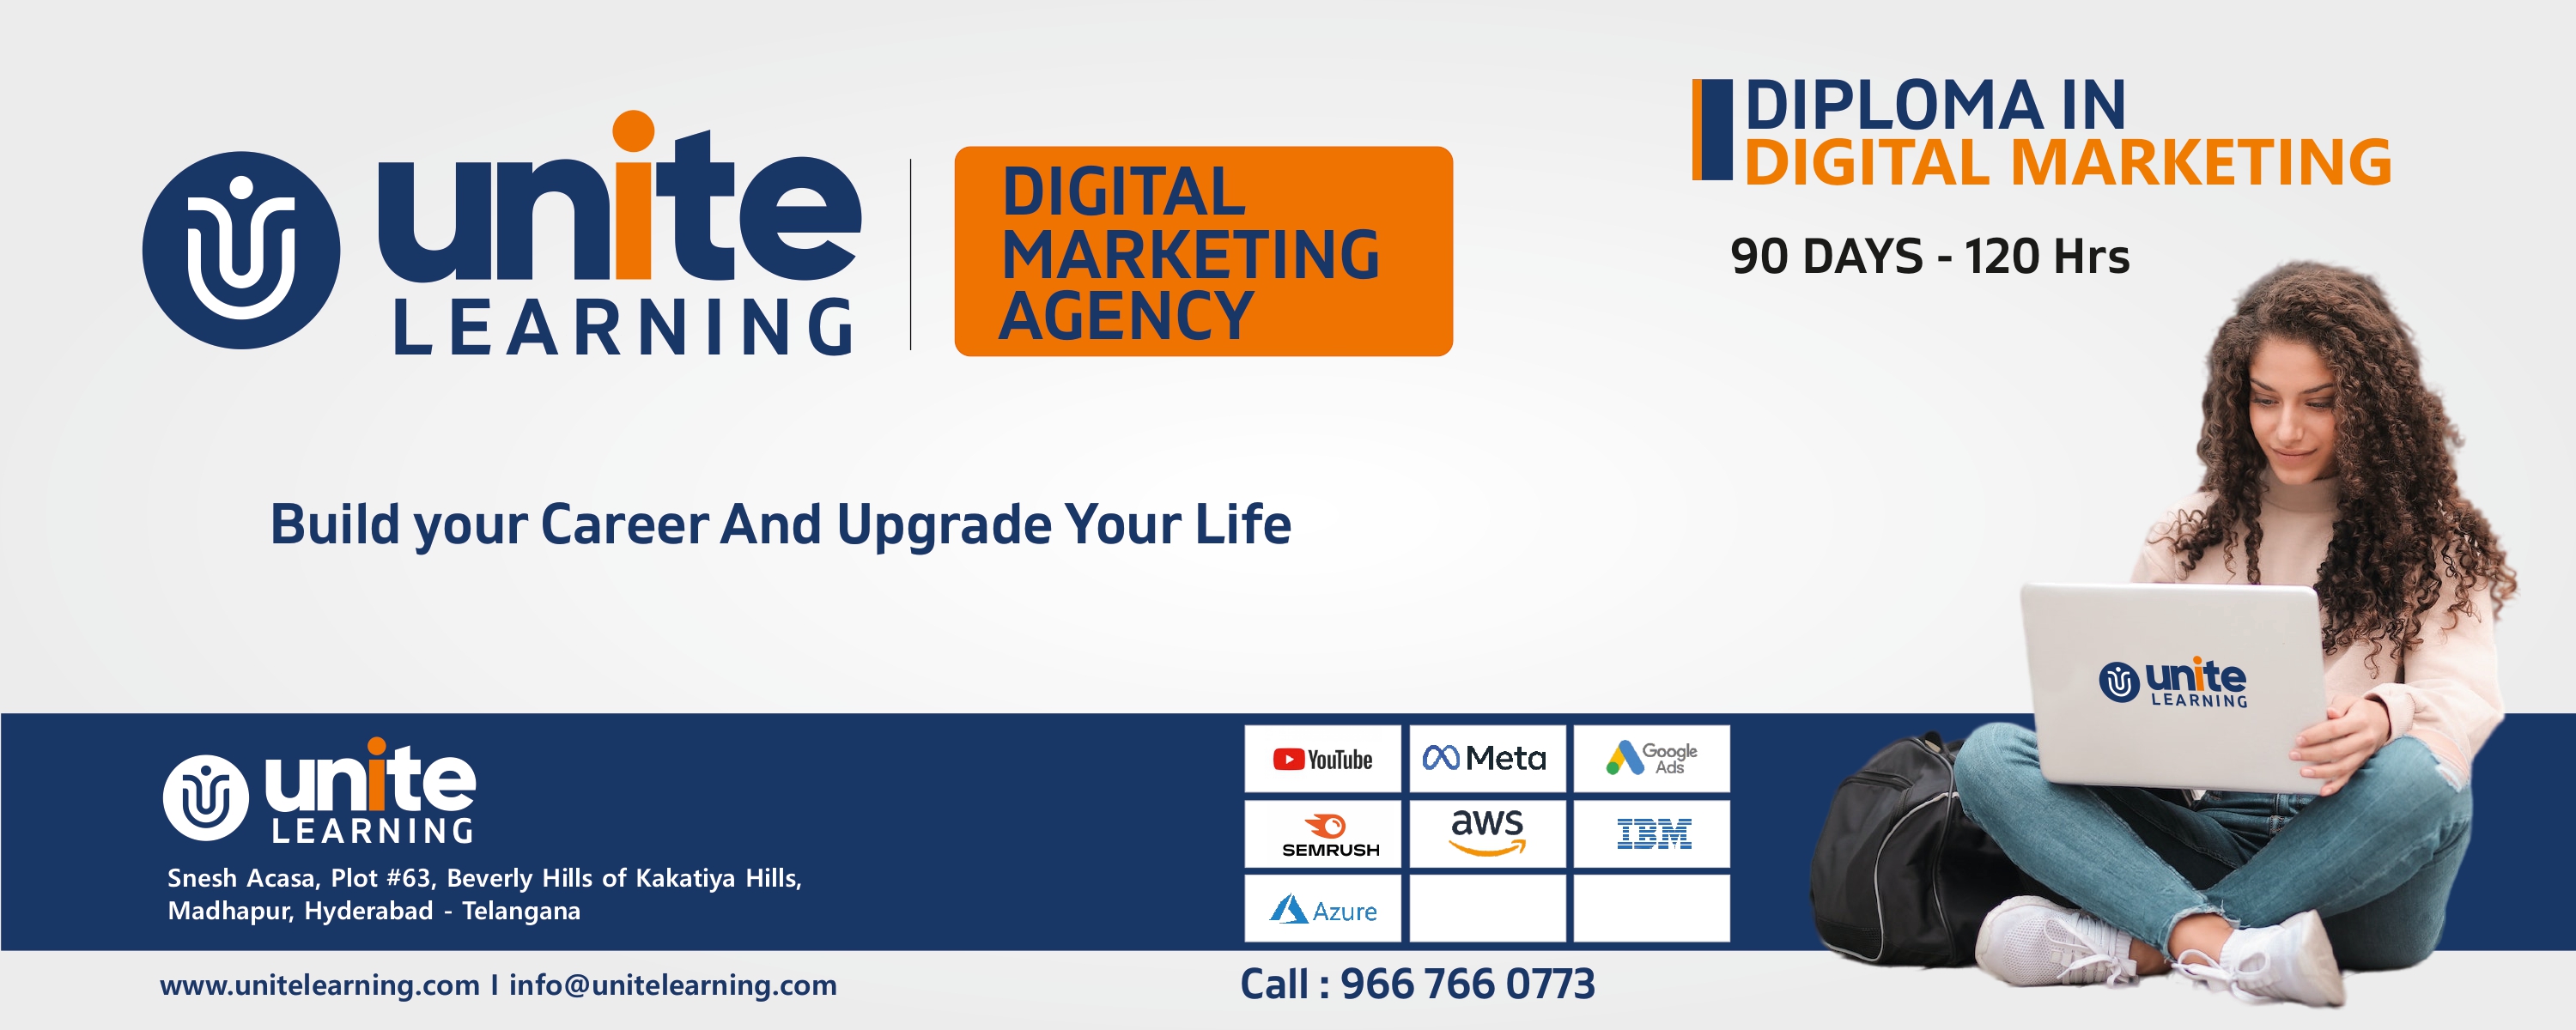 unite
LEARNING
DIGITAL
MARKETING
AGENCY
DIPLOMA IN
DIGITAL MARKETING
90 DAYS - 120 Hrs
Build your Career And Upgrade Your Life
unite
LEARNING
unite
LEARNING
Snesh Acasa, Plot #63, Beverly Hills of Kakatiya Hills,
Madhapur, Hyderabad - Telangana
YouTube
Meta
Google
Ads
SEMRUSH
aws
IBM
Azure
www.unitelearning.com I info@unitelearning.com
Call : 966 766 0773